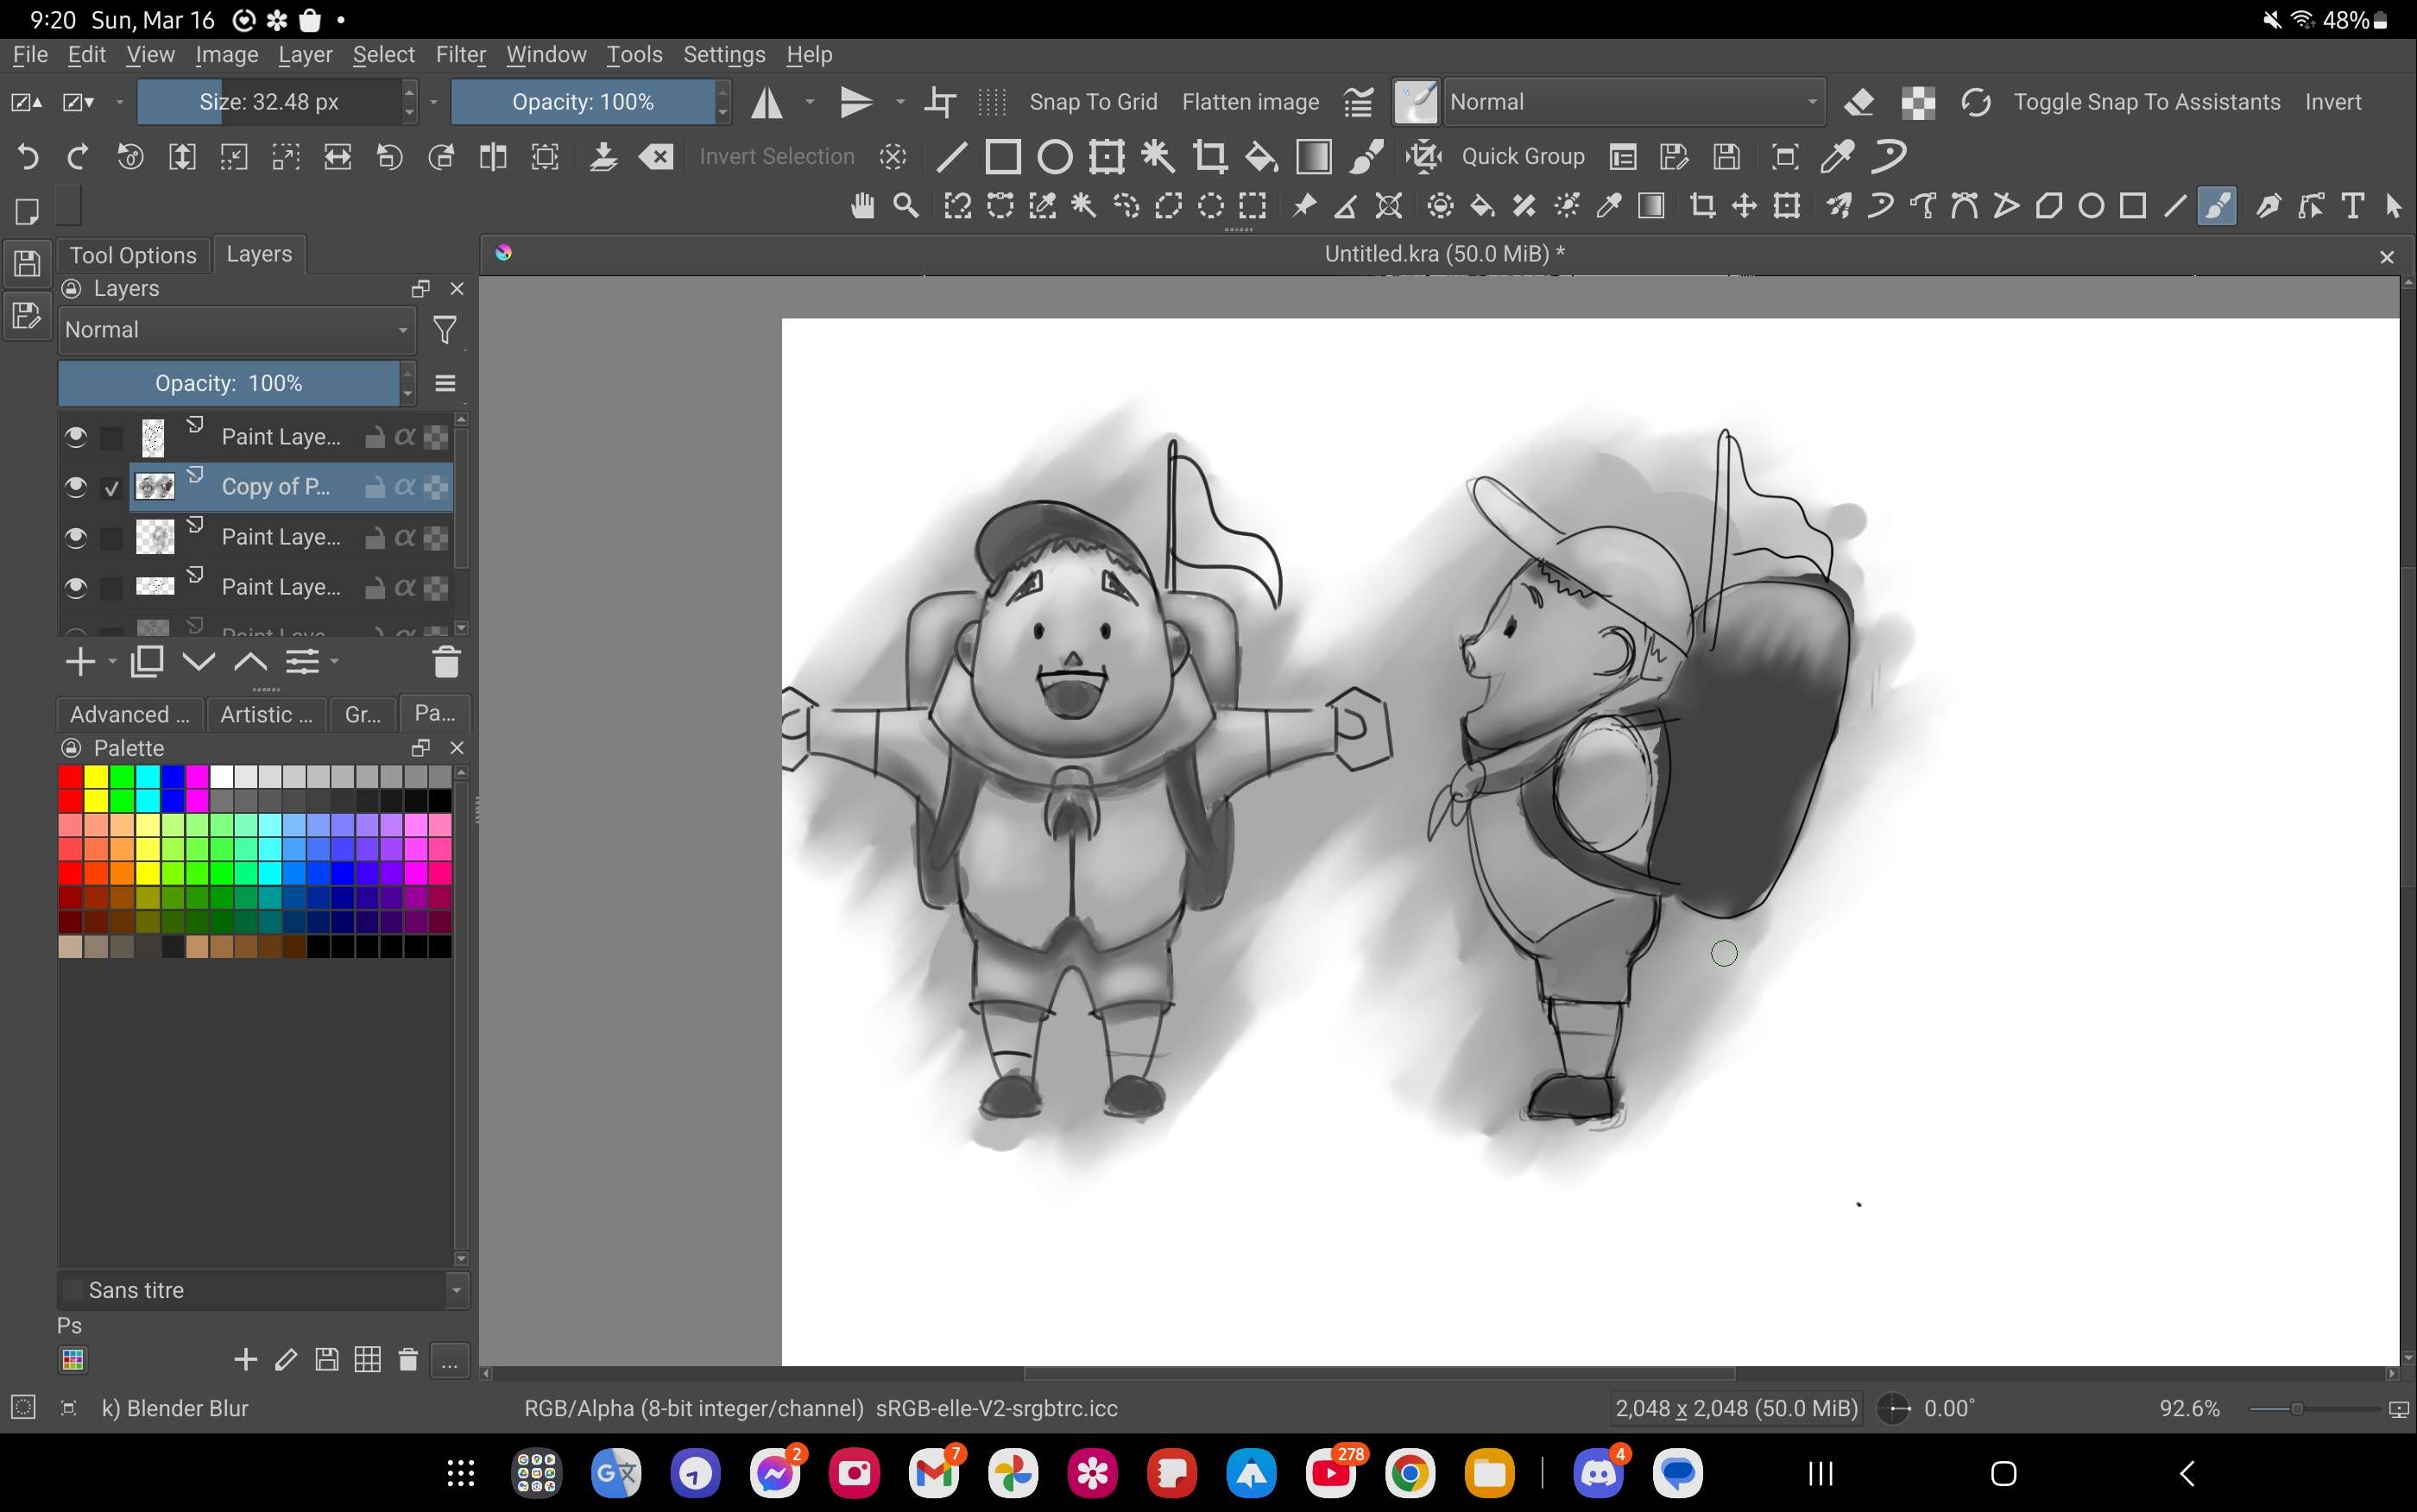 9:20 Sun, Mar 16
48%
File Edit View Image Layer Select Filter Window Tools Settings Help
Size: 32.48 px Opacity: 100% Snap To Grid Flatten image Normal Toggle Snap To Assistants Invert
Invert Selection Quick Group
Tool Options Layers
Untitled.kra (50.0 MiB) *
Layers
Normal
Opacity: 100%
Paint Laye...
Copy of P...
Paint Laye...
Paint Laye...
Advanced ... Artistic ... Gr... Pa...
Palette
Sans titre
Ps
...
k) Blender Blur RGB/Alpha (8-bit integer/channel) sRGB-elle-V2-srgbtrc.icc 2,048 x 2,048 (50.0 MiB) 0.00° 92.6%
2 7 278 4